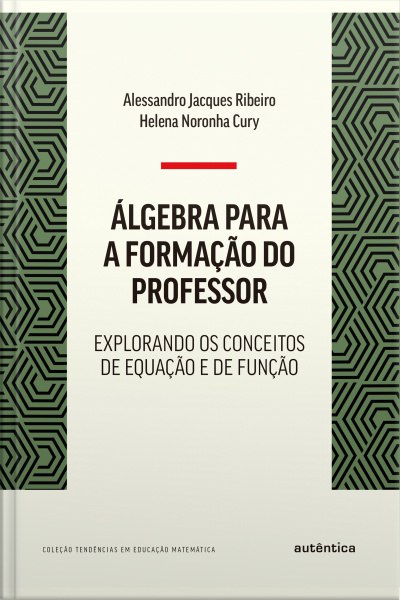 Alessandro Jacques Ribeiro
Helena Noronha Cury
ÁLGEBRA PARA
A FORMAÇÃO DO
PROFESSOR
EXPLORANDO OS CONCEITOS
DE EQUAÇÃO E DE FUNÇÃO
COLEÇÃO TENDÊNCIAS EM EDUCAÇÃO MATEMÁTICA
autêntica